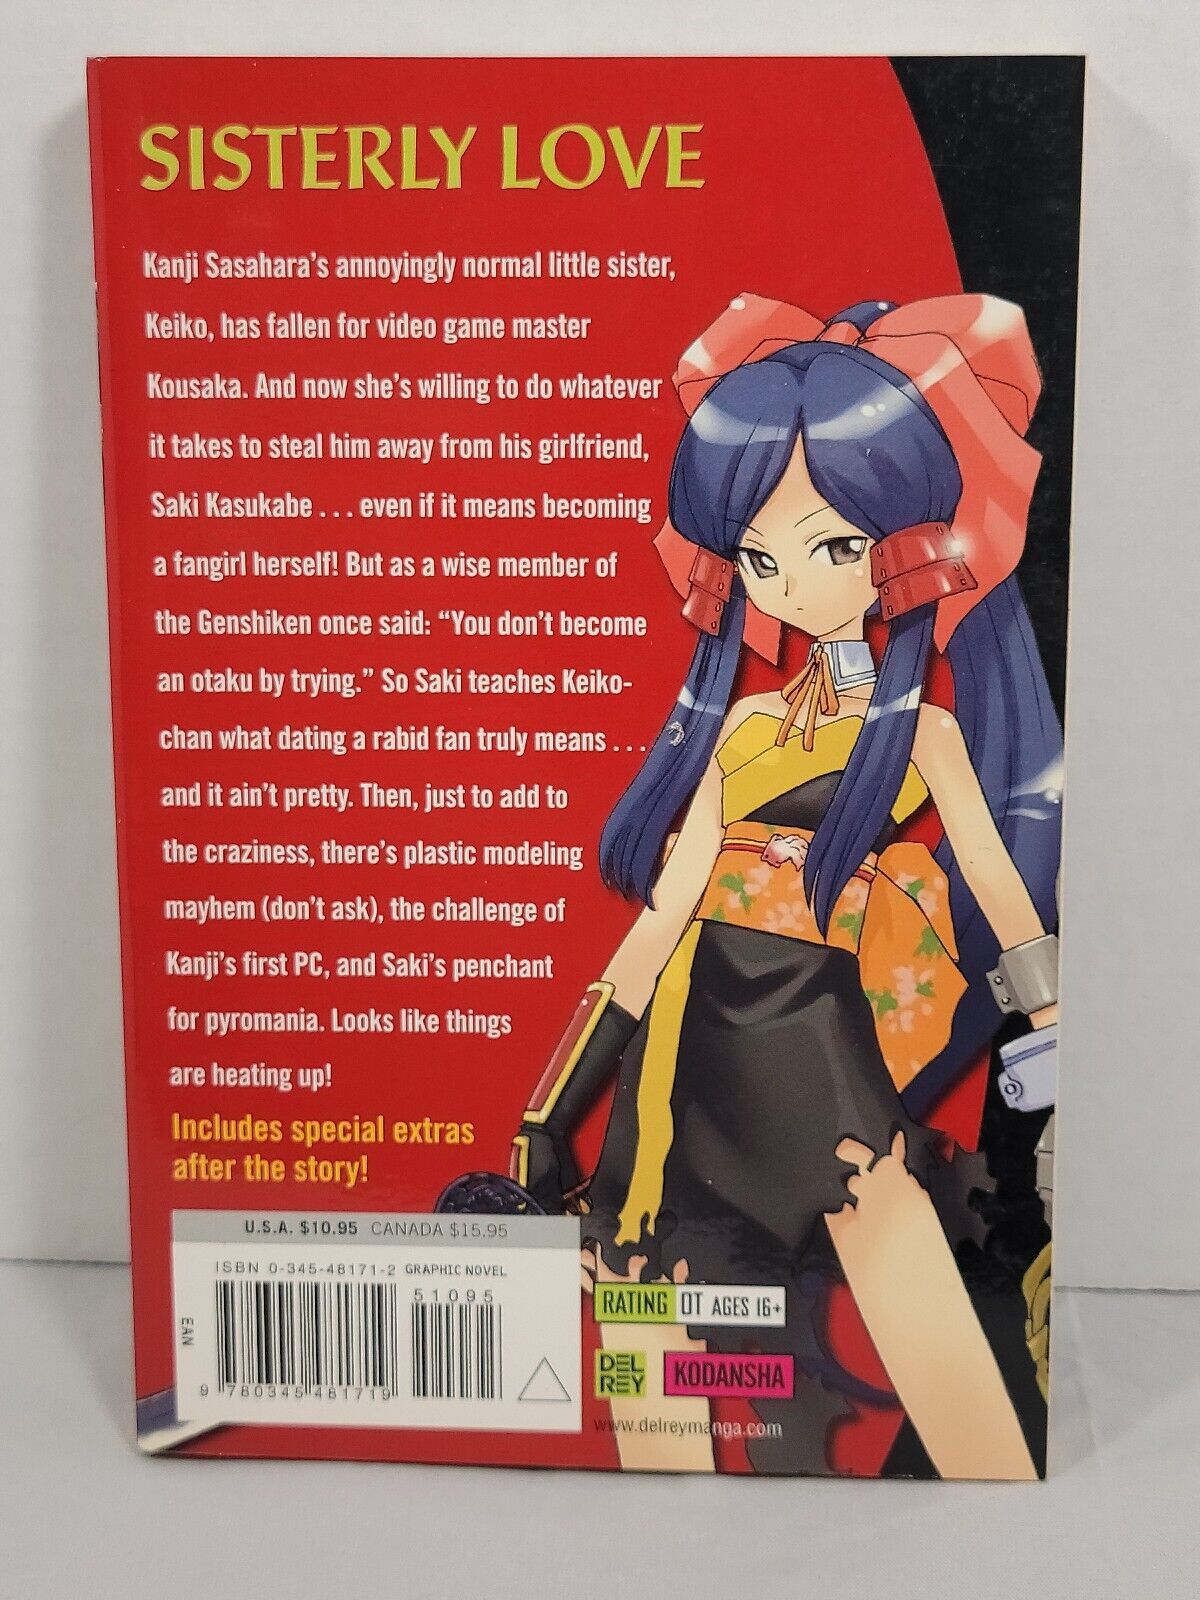 SISTERLY LOVE
Kanji Sasahara's annoyingly normal little sister,
Keiko, has fallen for video game master
Kousaka. And now she's willing to do whatever
it takes to steal him away from his girlfriend,
Saki Kasukabe . . . even if it means becoming
a fangirl herself! But as a wise member of
the Genshiken once said: “You don't become
an otaku by trying.” So Saki teaches Keiko-
chan what dating a rabid fan truly means . . .
and it ain't pretty. Then, just to add to
the craziness, there's plastic modeling
mayhem (don't ask), the challenge of
Kanji's first PC, and Saki's penchant
for pyromania. Looks like things
are heating up!
Includes special extras
after the story!
U.S.A. $10.95 CANADA $15.95
ISBN 0-345-48171-2 GRAPHIC NOVEL
51095
EAN
9 780345 481719
RATING OT AGES 16+
DEL
REY
KODANSHA
www.delreymanga.com